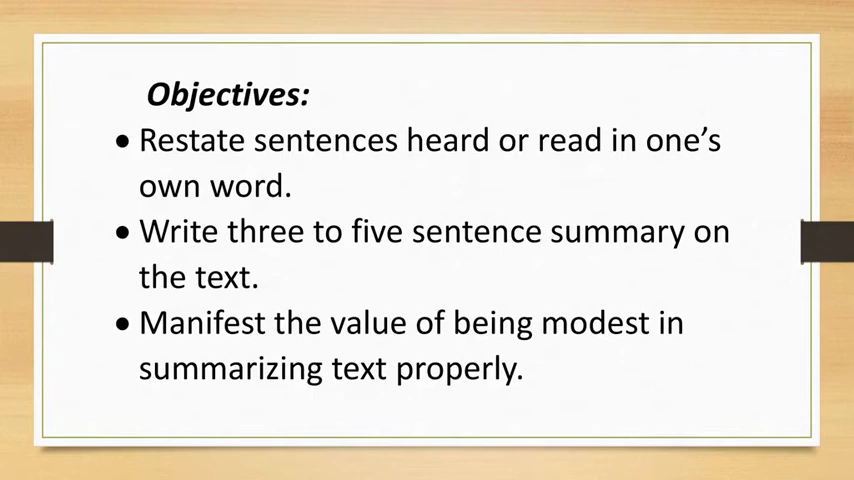 Objectives:
• Restate sentences heard or read in one’s
own word.
• Write three to five sentence summary on
the text.
• Manifest the value of being modest in
summarizing text properly.